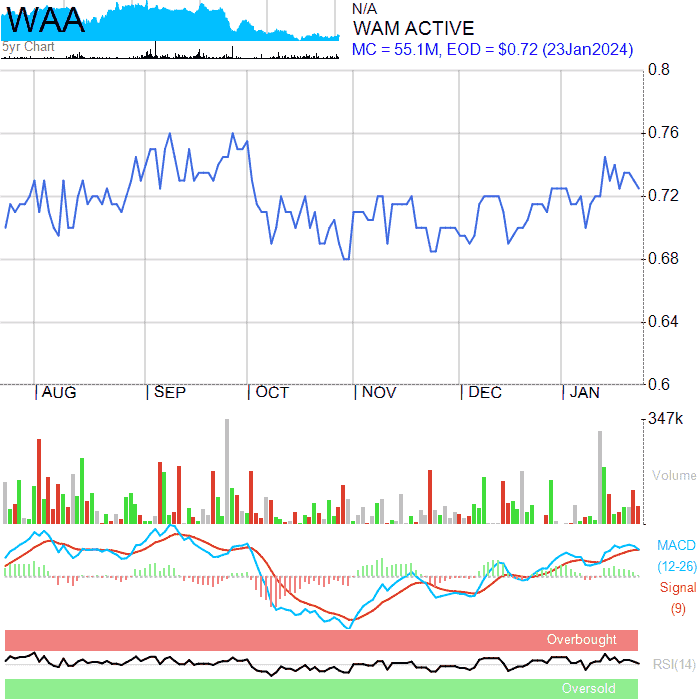 WAA
5yr Chart
N/A
WAM ACTIVE
MC = 55.1M, EOD = $0.72 (23Jan2024)
0.8
0.76
0.72
0.68
0.64
0.6
AUG SEP OCT NOV DEC JAN
347k
Volume
MACD
(12-26)
Signal
(9)
Overbought
RSI(14)
Oversold